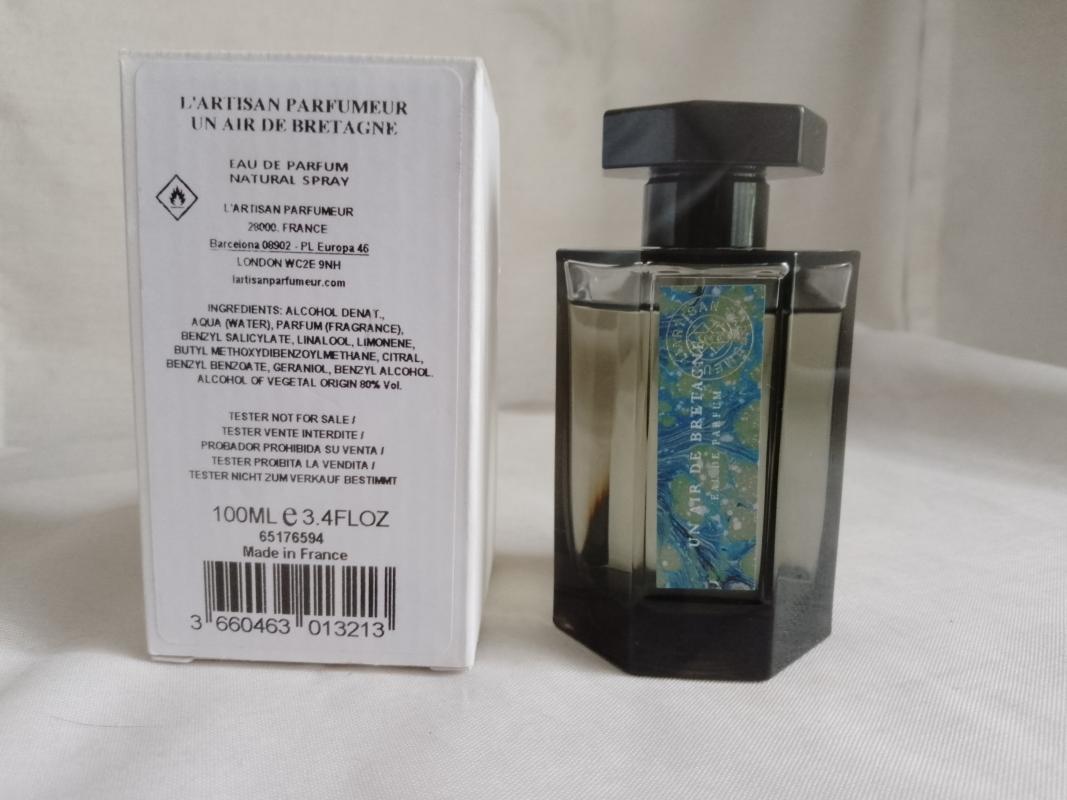 L'ARTISAN PARFUMEUR
UN AIR DE BRETAGNE
EAU DE PARFUM
NATURAL SPRAY
L'ARTISAN PARFUMEUR
28000. FRANCE
Barcelona 08902 - PL Europa 46
LONDON WC2E 9NH
lartisanparfumeur.com
INGREDIENTS: ALCOHOL DENAT.,
AQUA (WATER), PARFUM (FRAGRANCE),
BENZYL SALICYLATE, LINALOOL, LIMONENE,
BUTYL METHOXYDIBENZOYLMETHANE, CITRAL,
BENZYL BENZOATE, GERANIOL, BENZYL ALCOHOL.
ALCOHOL OF VEGETAL ORIGIN 80% Vol.
TESTER NOT FOR SALE /
TESTER VENTE INTERDITE /
PROBADOR PROHIBIDA SU VENTA /
TESTER PROIBITA LA VENDITA /
TESTER NICHT ZUM VERKAUF BESTIMMT
100ML e 3.4FLOZ
65176594
Made in France
3 660463 013213
UN AIR DE BRETAGNE
EAU DE PARFUM